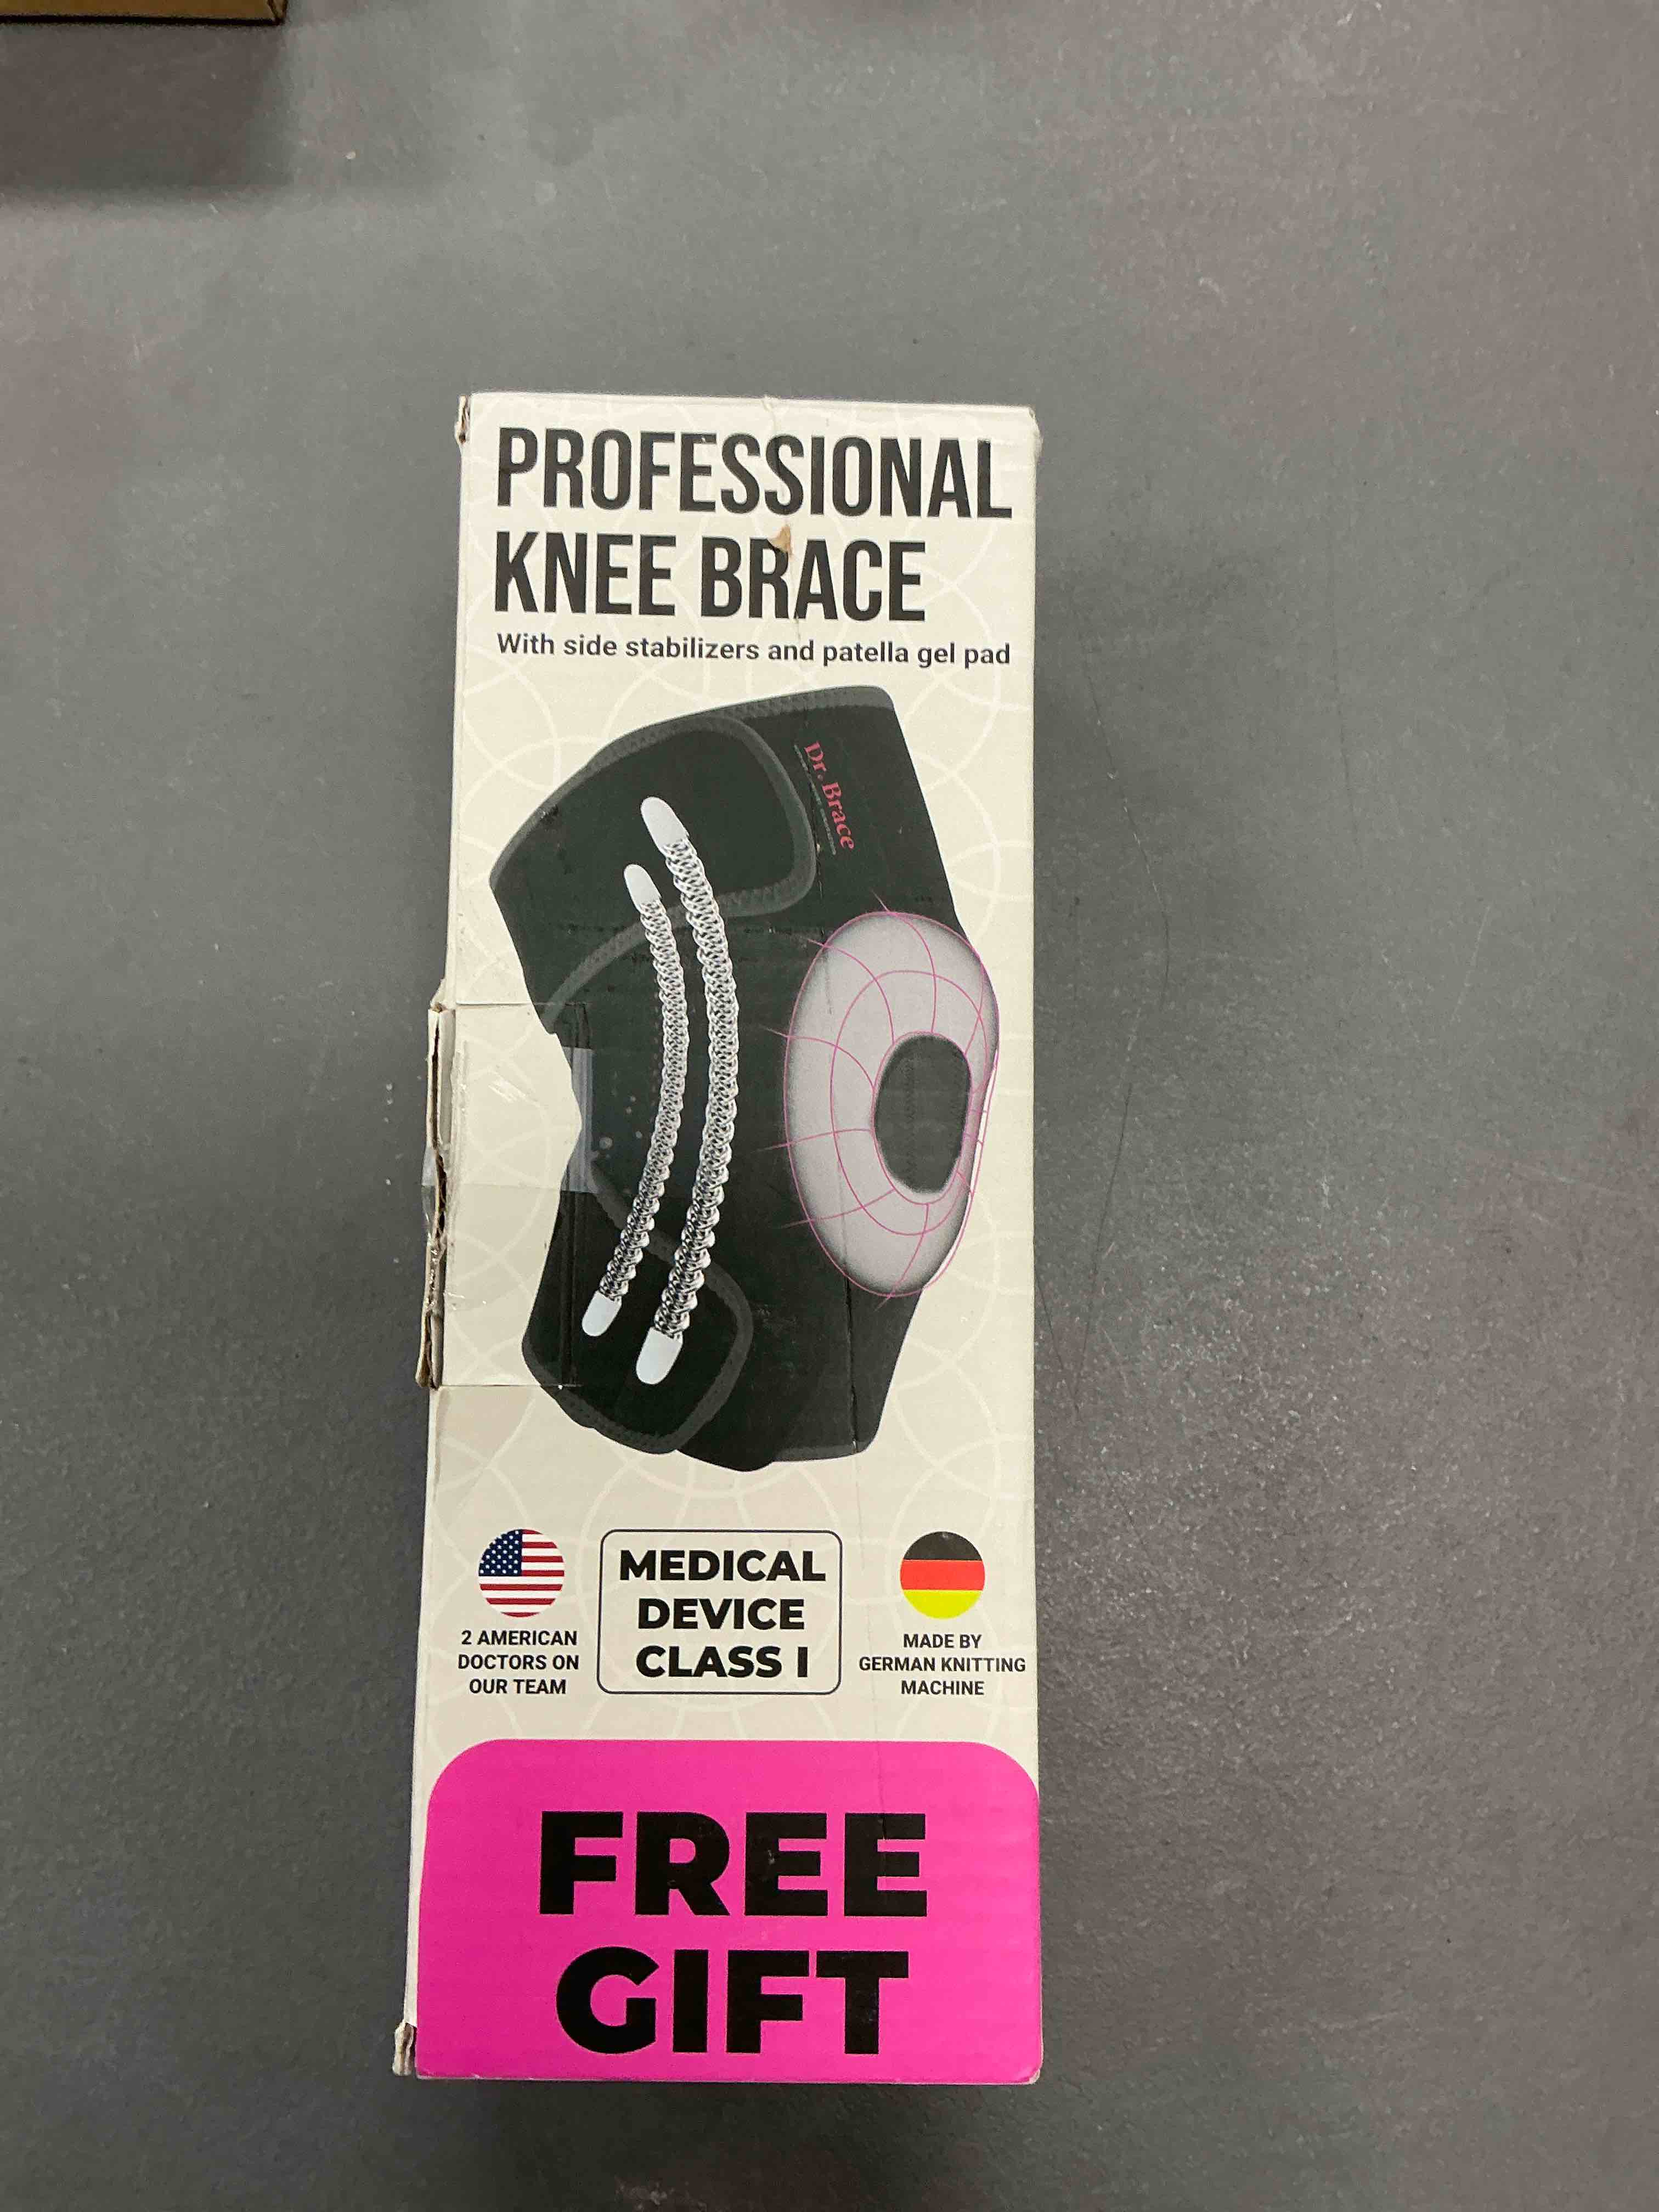 PROFESSIONAL
KNEE BRACE
With side stabilizers and patella gel pad
Dr. Brace
2 AMERICAN
DOCTORS ON
OUR TEAM
MEDICAL
DEVICE
CLASS I
MADE BY
GERMAN KNITTING
MACHINE
FREE
GIFT